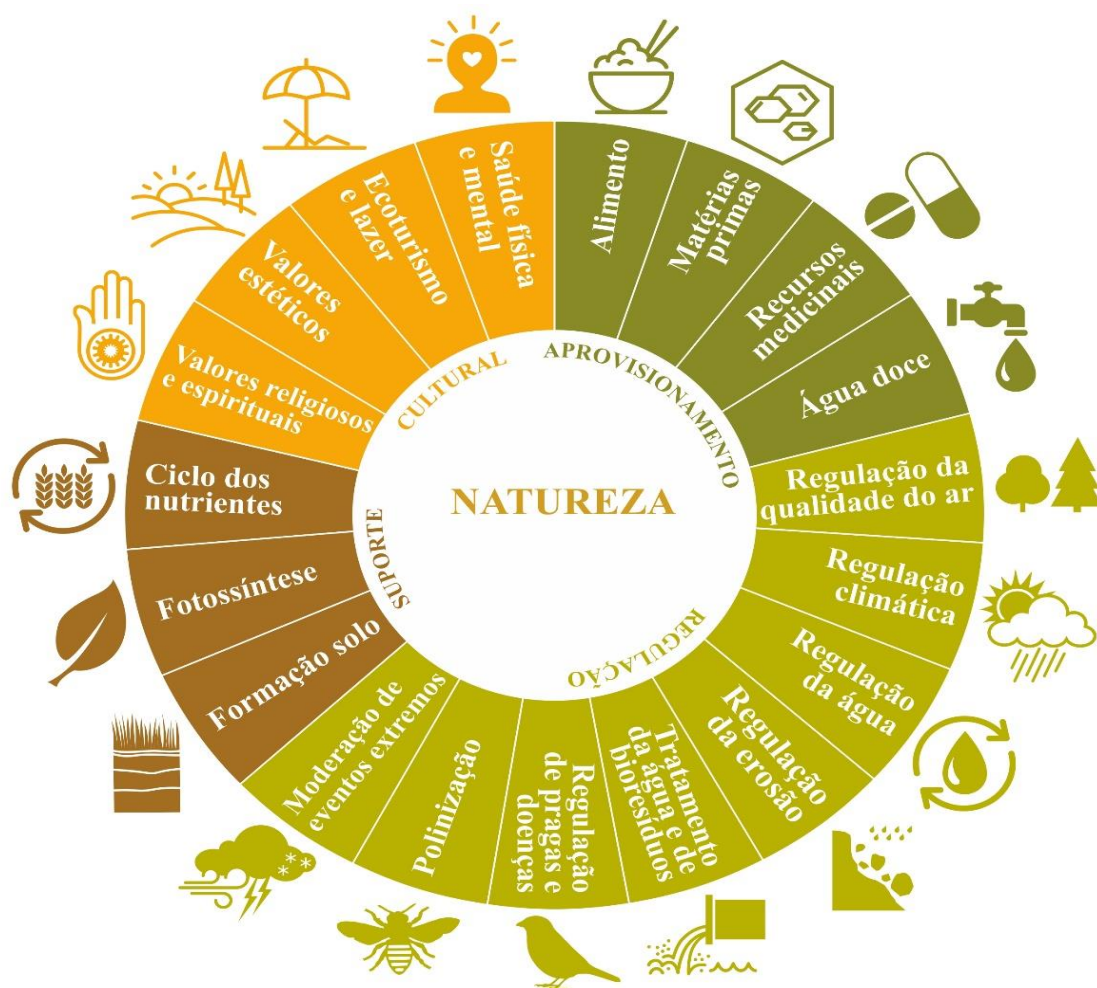 NATUREZA
APROVISIONAMENTO
Alimento
Matérias
primas
Recursos
medicinais
Água doce
REGULAÇÃO
Regulação da
qualidade do ar
Regulação
climática
Regulação
da água
Regulação
da erosão
Tratamento
da água e de
bioresíduos
Regulação
de pragas e
doenças
Polinização
Moderação de
eventos extremos
SUPORTE
Formação solo
Fotossíntese
Ciclo dos
nutrientes
CULTURAL
Valores religiosos
e espirituais
Valores
estéticos
Ecoturismo
e lazer
Saúde física
e mental